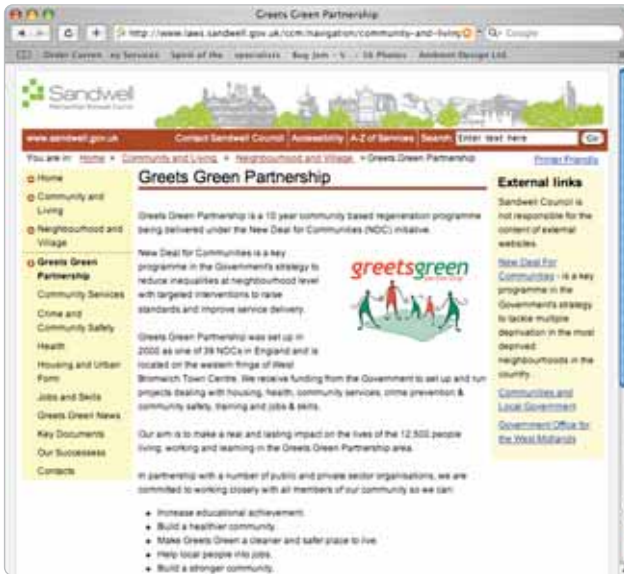 Greets Green Partnership
http://www.laws.sandwell.gov.uk/ccm/navigation/community-and-living
Google
Sandwell
Metropolitan Borough Council
www.sandwell.gov.uk
Contact Sandwell Council Accessibility A-Z of Services Search Enter text here Go
You are in: Home Community and Living Neighbourhood and Village Greets Green Partnership
Printer Friendly
Home
Community and
Living
Neighbourhood and
Village
Greets Green
Partnership
Community Services
Crime and
Community Safety
Health
Housing and Urban
Form
Jobs and Skills
Greets Green News
Key Documents
Our Successess
Contacts
Greets Green Partnership
Greets Green Partnership is a 10 year community based regeneration programme
being delivered under the New Deal for Communities (NDC) initiative.
New Deal for Communities is a key
programme in the Government's strategy to
reduce inequalities at neighbourhood level
with targeted interventions to raise
standards and improve service delivery.
greetsgreen
partnership
Greets Green Partnership was set up in
2000 as one of 39 NDCs in England and is
located on the western fringe of West
Bromwich Town Centre. We receive funding from the Government to set up and run
projects dealing with housing, health, community services, crime prevention &
community safety, training and jobs & skills.
Our aim is to make a real and lasting impact on the lives of the 12,500 people
living, working and learning in the Greets Green Partnership area.
In partnership with a number of public and private sector organisations, we are
committed to working closely with all members of our community so we can:
Increase educational achievement.
Build a healthier community.
Make Greets Green a cleaner and safer place to live.
Help local people into jobs.
Build a stronger community.
External links
Sandwell Council is
not responsible for the
content of external
websites.
New Deal For
Communities - is a key
programme in the
Government's strategy
to tackle multiple
deprivation in the most
deprived
neighbourhoods in the
country.
Communities and
Local Government
Government Office for
the West Midlands